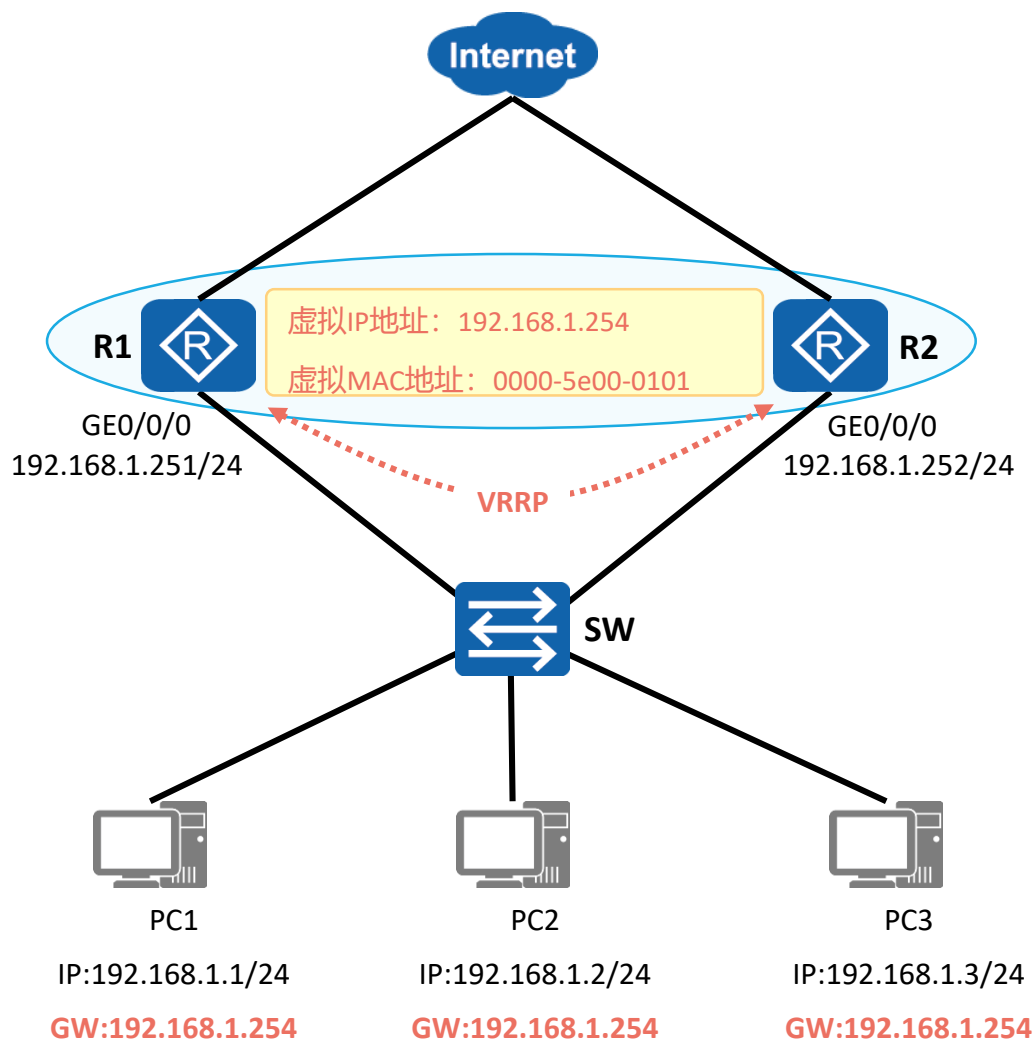 Internet
虚拟IP地址：192.168.1.254
虚拟MAC地址：0000-5e00-0101
R1
R
R
R2
GE0/0/0
192.168.1.251/24
GE0/0/0
192.168.1.252/24
VRRP
SW
PC1
IP:192.168.1.1/24
GW:192.168.1.254
PC2
IP:192.168.1.2/24
GW:192.168.1.254
PC3
IP:192.168.1.3/24
GW:192.168.1.254